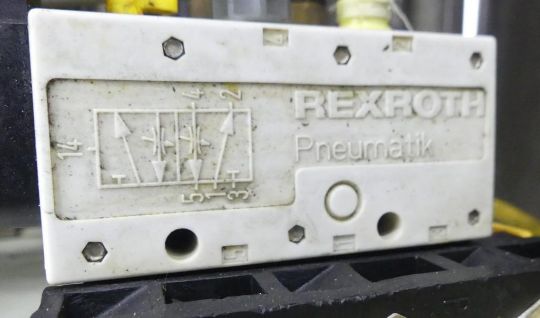 4 2
REXROTH
Pneumatik
14
5 1 3